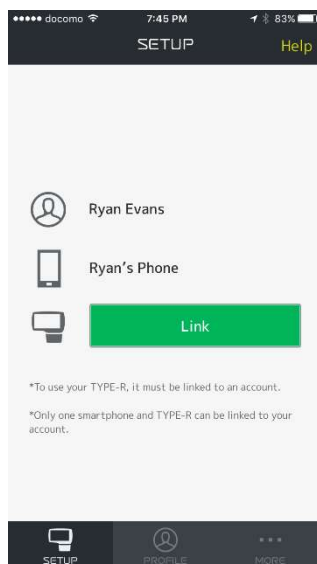 docomo 7:45 PM 83%
SETUP Help
Ryan Evans
Ryan's Phone
Link
*To use your TYPE-R, it must be linked to an account.
*Only one smartphone and TYPE-R can be linked to your
account.
SETUP PROFILE MORE